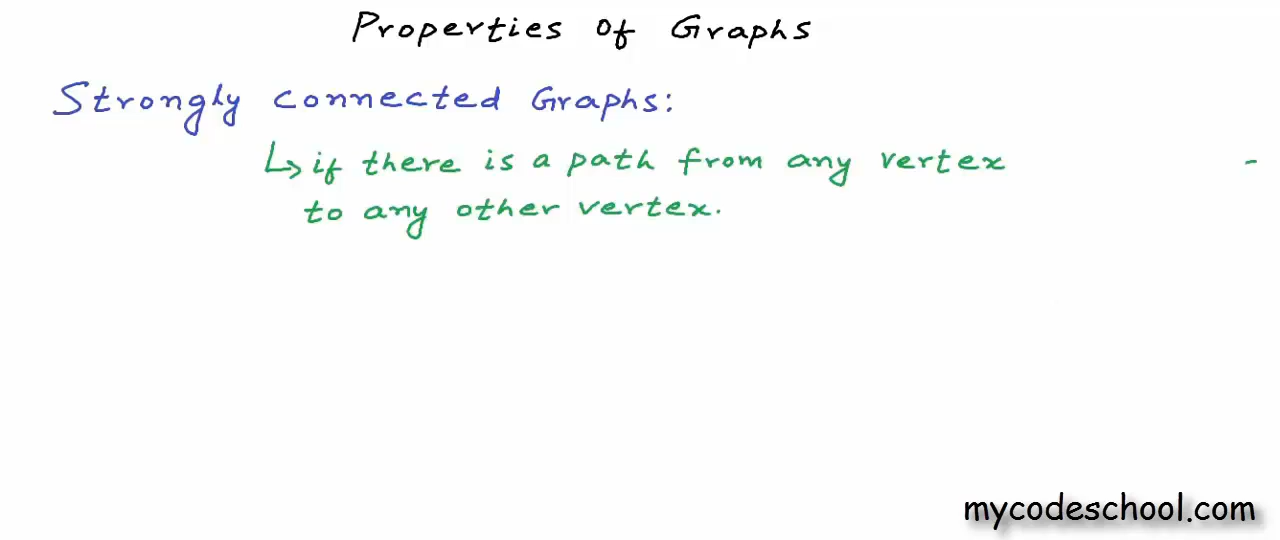 Properties of Graphs
Strongly connected Graphs:
↳ if there is a path from any vertex
to any other vertex.
mycodeschool.com